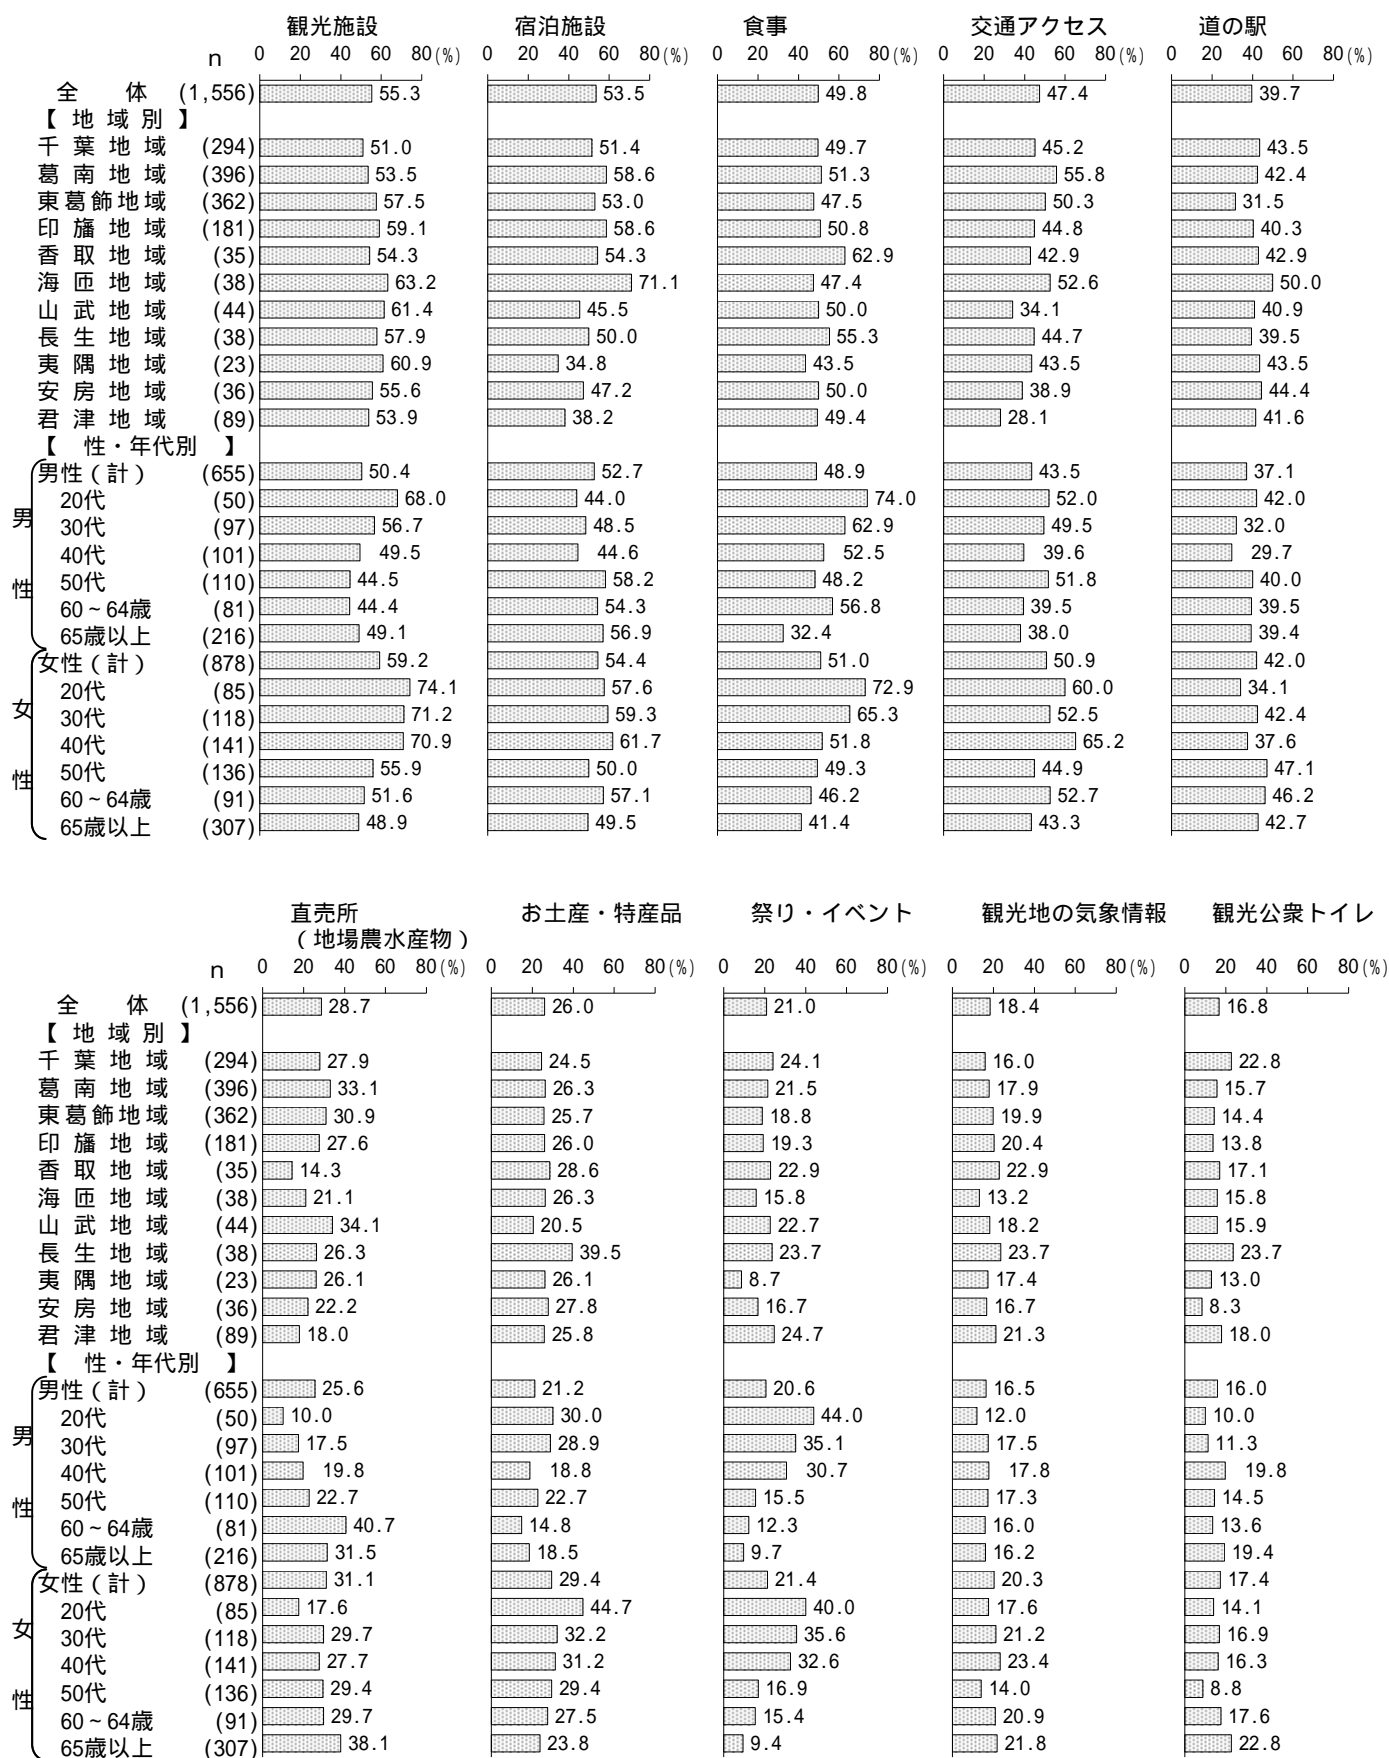 観光施設 宿泊施設 食事 交通アクセス 道の駅
n 0 20 40 60 80(%) 0 20 40 60 80(%) 0 20 40 60 80(%) 0 20 40 60 80(%) 0 20 40 60 80(%)
全 体 (1,556) 55.3 53.5 49.8 47.4 39.7
【 地 域 別 】
千 葉 地 域 (294) 51.0 51.4 49.7 45.2 43.5
葛 南 地 域 (396) 53.5 58.6 51.3 55.8 42.4
東葛飾地域 (362) 57.5 53.0 47.5 50.3 31.5
印 旛 地 域 (181) 59.1 58.6 50.8 44.8 40.3
香 取 地 域 (35) 54.3 54.3 62.9 42.9 42.9
海 匝 地 域 (38) 63.2 71.1 47.4 52.6 50.0
山 武 地 域 (44) 61.4 45.5 50.0 34.1 40.9
長 生 地 域 (38) 57.9 50.0 55.3 44.7 39.5
夷 隅 地 域 (23) 60.9 34.8 43.5 43.5 43.5
安 房 地 域 (36) 55.6 47.2 50.0 38.9 44.4
君 津 地 域 (89) 53.9 38.2 49.4 28.1 41.6
【 性・年代別 】
男性(計) (655) 50.4 52.7 48.9 43.5 37.1
20代 (50) 68.0 44.0 74.0 52.0 42.0
男 30代 (97) 56.7 48.5 62.9 49.5 32.0
40代 (101) 49.5 44.6 52.5 39.6 29.7
性 50代 (110) 44.5 58.2 48.2 51.8 40.0
60~64歳 (81) 44.4 54.3 56.8 39.5 39.5
65歳以上 (216) 49.1 56.9 32.4 38.0 39.4
女性(計) (878) 59.2 54.4 51.0 50.9 42.0
20代 (85) 74.1 57.6 72.9 60.0 34.1
女 30代 (118) 71.2 59.3 65.3 52.5 42.4
40代 (141) 70.9 61.7 51.8 65.2 37.6
性 50代 (136) 55.9 50.0 49.3 44.9 47.1
60~64歳 (91) 51.6 57.1 46.2 52.7 46.2
65歳以上 (307) 48.9 49.5 41.4 43.3 42.7
直売所 お土産・特産品 祭り・イベント 観光地の気象情報 観光公衆トイレ
(地場農水産物)
n 0 20 40 60 80(%) 0 20 40 60 80(%) 0 20 40 60 80(%) 0 20 40 60 80(%) 0 20 40 60 80(%)
全 体 (1,556) 28.7 26.0 21.0 18.4 16.8
【 地 域 別 】
千 葉 地 域 (294) 27.9 24.5 24.1 16.0 22.8
葛 南 地 域 (396) 33.1 26.3 21.5 17.9 15.7
東葛飾地域 (362) 30.9 25.7 18.8 19.9 14.4
印 旛 地 域 (181) 27.6 26.0 19.3 20.4 13.8
香 取 地 域 (35) 14.3 28.6 22.9 22.9 17.1
海 匝 地 域 (38) 21.1 26.3 15.8 13.2 15.8
山 武 地 域 (44) 34.1 20.5 22.7 18.2 15.9
長 生 地 域 (38) 26.3 39.5 23.7 23.7 23.7
夷 隅 地 域 (23) 26.1 26.1 8.7 17.4 13.0
安 房 地 域 (36) 22.2 27.8 16.7 16.7 8.3
君 津 地 域 (89) 18.0 25.8 24.7 21.3 18.0
【 性・年代別 】
男性(計) (655) 25.6 21.2 20.6 16.5 16.0
20代 (50) 10.0 30.0 44.0 12.0 10.0
男 30代 (97) 17.5 28.9 35.1 17.5 11.3
40代 (101) 19.8 18.8 30.7 17.8 19.8
性 50代 (110) 22.7 22.7 15.5 17.3 14.5
60~64歳 (81) 40.7 14.8 12.3 16.0 13.6
65歳以上 (216) 31.5 18.5 9.7 16.2 19.4
女性(計) (878) 31.1 29.4 21.4 20.3 17.4
20代 (85) 17.6 44.7 40.0 17.6 14.1
女 30代 (118) 29.7 32.2 35.6 21.2 16.9
40代 (141) 27.7 31.2 32.6 23.4 16.3
性 50代 (136) 29.4 29.4 16.9 14.0 8.8
60~64歳 (91) 29.7 27.5 15.4 20.9 17.6
65歳以上 (307) 38.1 23.8 9.4 21.8 22.8